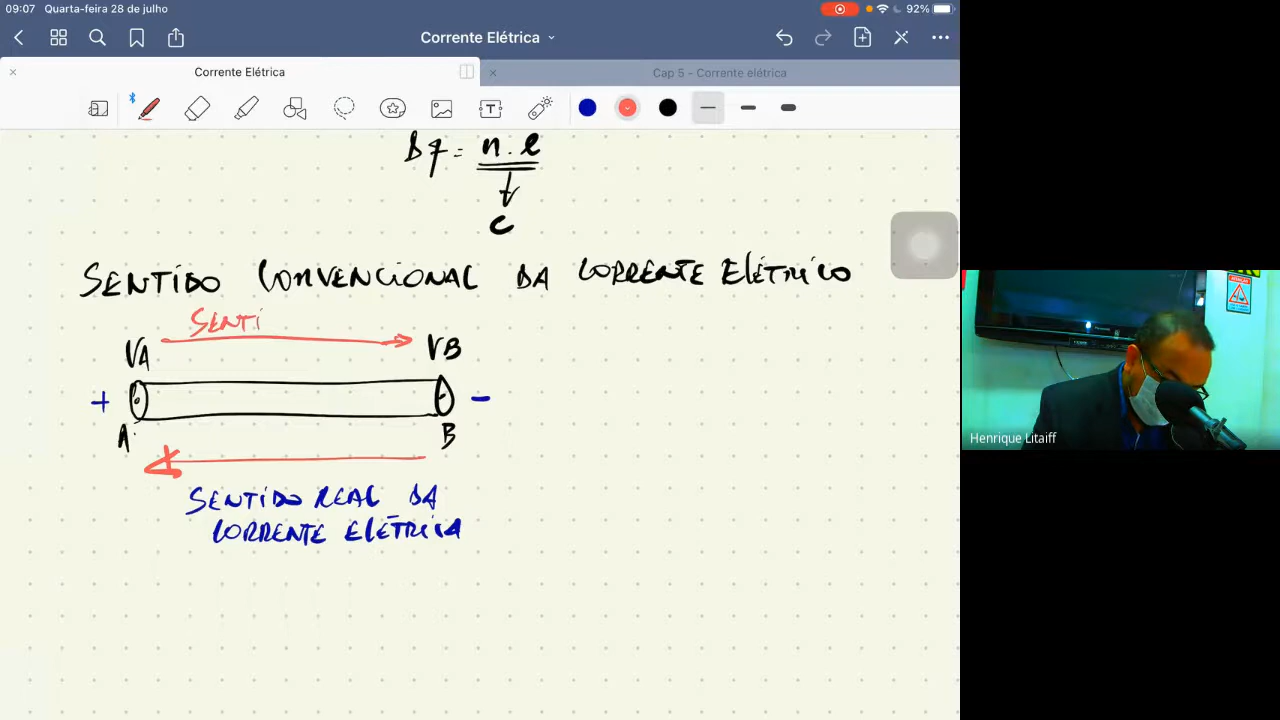 09:07 Quarta-feira 28 de julho
92%
Corrente Elétrica
Corrente Elétrica
Cap 5 - Corrente elétrica
Δq = n.e
C
SENTIDO CONVENCIONAL DA CORRENTE ELÉTRICO
SENTI
VA VB
+ -
A B
SENTIDO REAL DA
CORRENTE ELÉTRICA
Henrique Litaiff